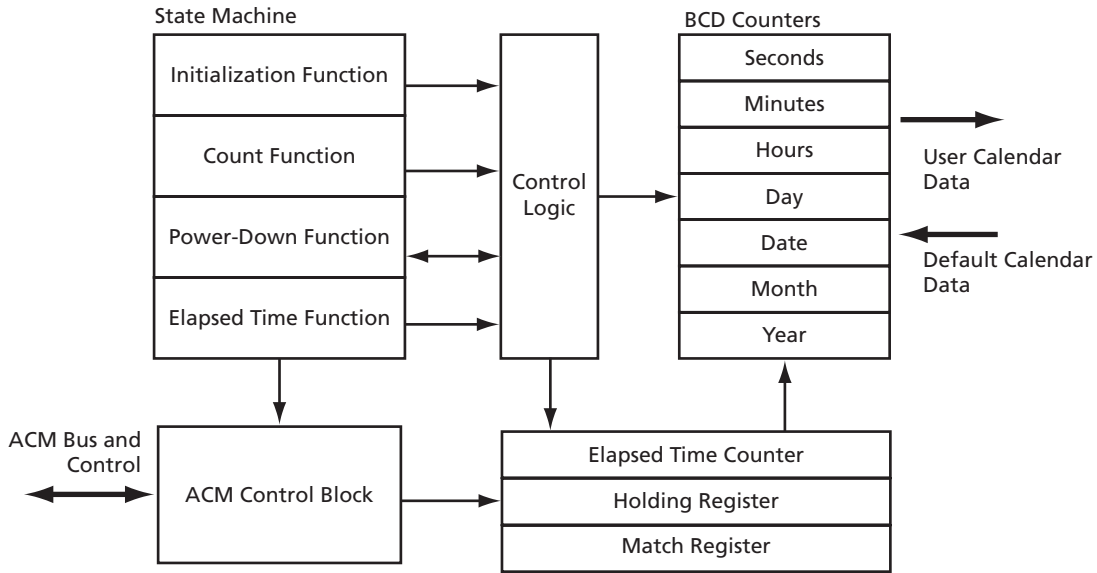 State Machine
Initialization Function
Count Function
Power-Down Function
Elapsed Time Function
Control
Logic
BCD Counters
Seconds
Minutes
Hours
Day
Date
Month
Year
User Calendar
Data
Default Calendar
Data
ACM Bus and
Control
ACM Control Block
Elapsed Time Counter
Holding Register
Match Register